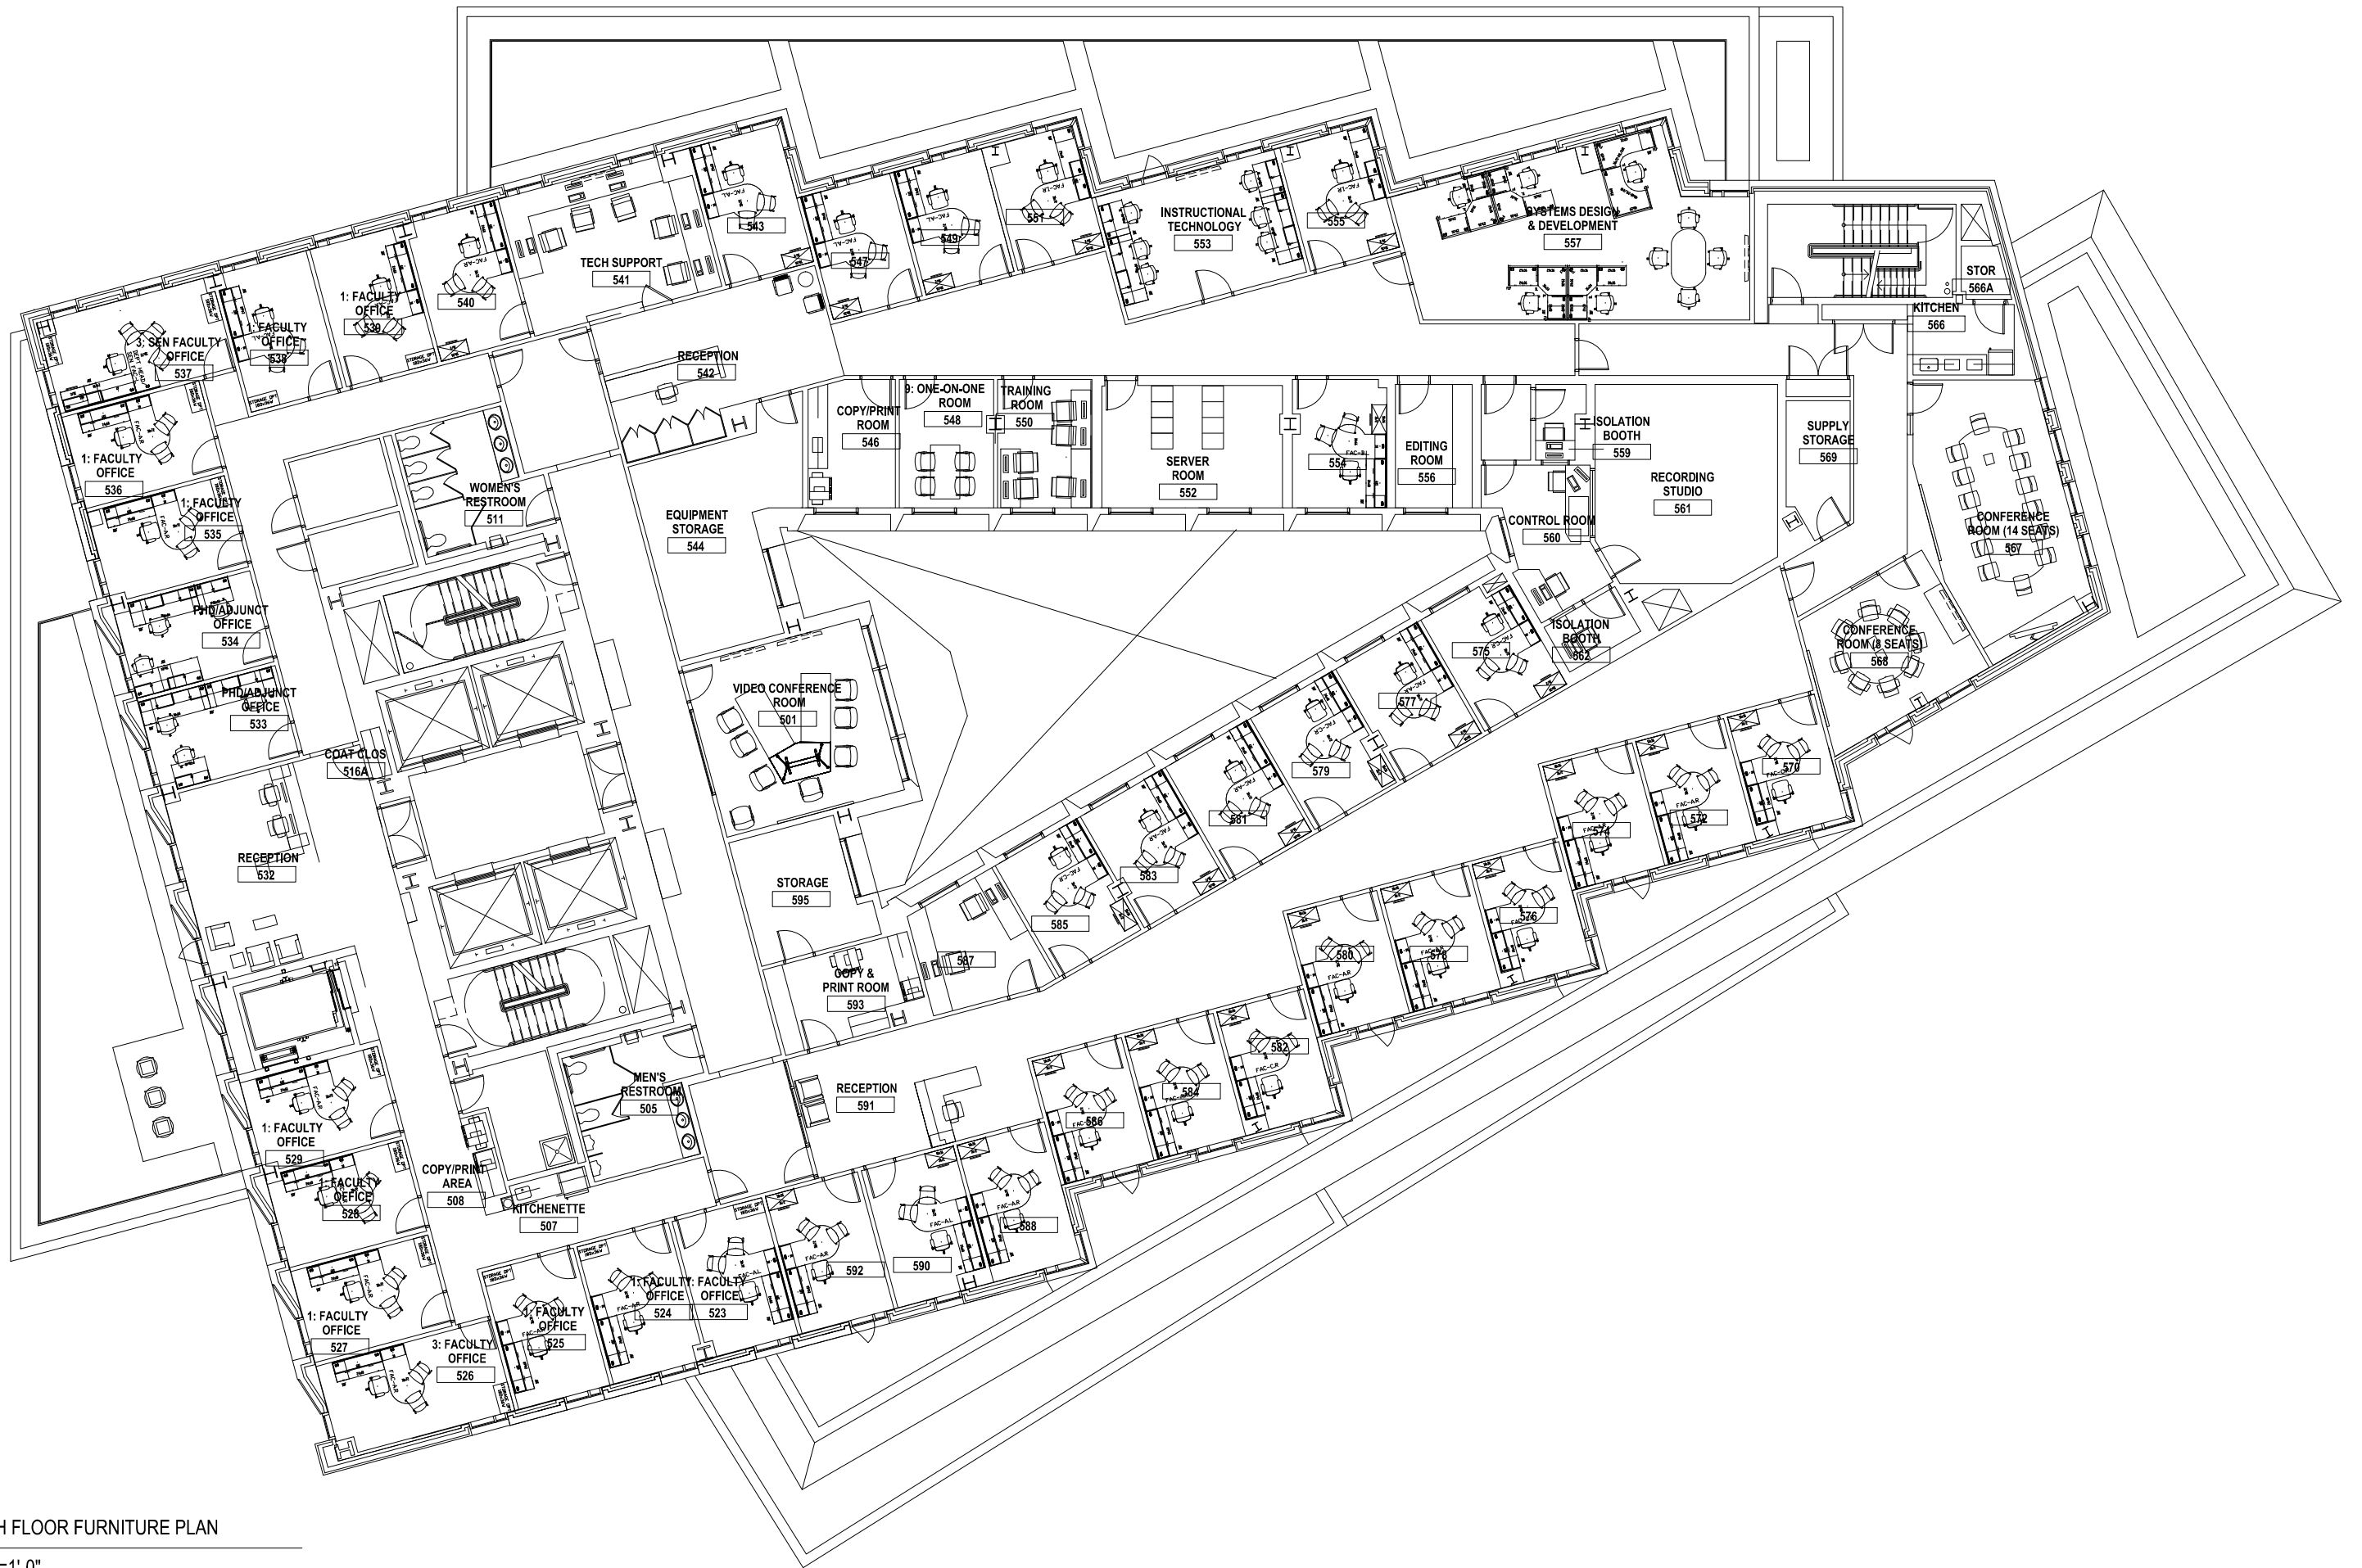 543
551
555
INSTRUCTIONAL
TECHNOLOGY
553
SYSTEMS DESIGN
& DEVELOPMENT
557
549
547
TECH SUPPORT
541
STOR
566A
KITCHEN
566
540
1: FACULTY
OFFICE
539
1: FACULTY
OFFICE
538
3: SEN FACULTY
OFFICE
537
RECEPTION
542
COPY/PRINT
ROOM
546
9: ONE-ON-ONE
ROOM
548
TRAINING
ROOM
550
SERVER
ROOM
552
554
EDITING
ROOM
556
ISOLATION
BOOTH
559
RECORDING
STUDIO
561
SUPPLY
STORAGE
569
CONFERENCE
ROOM (14 SEATS)
567
1: FACULTY
OFFICE
536
1: FACULTY
OFFICE
535
WOMEN'S
RESTROOM
511
EQUIPMENT
STORAGE
544
CONTROL ROOM
560
PHD/ADJUNCT
OFFICE
534
PHD/ADJUNCT
OFFICE
533
ISOLATION
BOOTH
562
CONFERENCE
ROOM (8 SEATS)
568
575
577
579
581
583
585
587
VIDEO CONFERENCE
ROOM
501
COAT CLOS
516A
RECEPTION
532
STORAGE
595
COPY &
PRINT ROOM
593
570
572
574
576
578
580
582
584
586
588
590
592
MEN'S
RESTROOM
505
RECEPTION
591
1: FACULTY
OFFICE
529
1: FACULTY
OFFICE
528
COPY/PRINT
AREA
508
KITCHENETTE
507
1: FACULTY
OFFICE
527
3: FACULTY
OFFICE
526
1: FACULTY
OFFICE
525
1: FACULTY
OFFICE
524
1: FACULTY
OFFICE
523
H FLOOR FURNITURE PLAN
=1'-0"